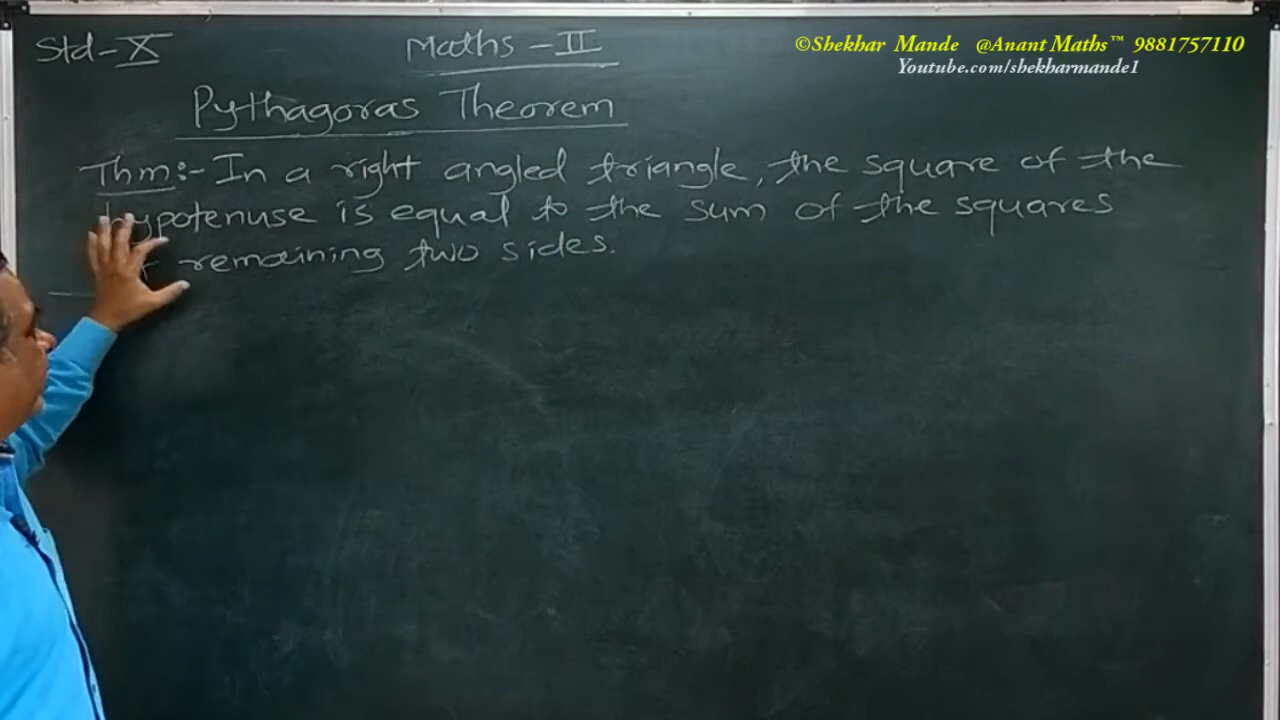 Std-X
Maths - II
©Shekhar Mande @Anant Maths™ 9881757110
Youtube.com/shekharmande1
Pythagoras Theorem
Thm:- In a right angled triangle, the square of the
hypotenuse is equal to the sum of the squares
remaining two sides.